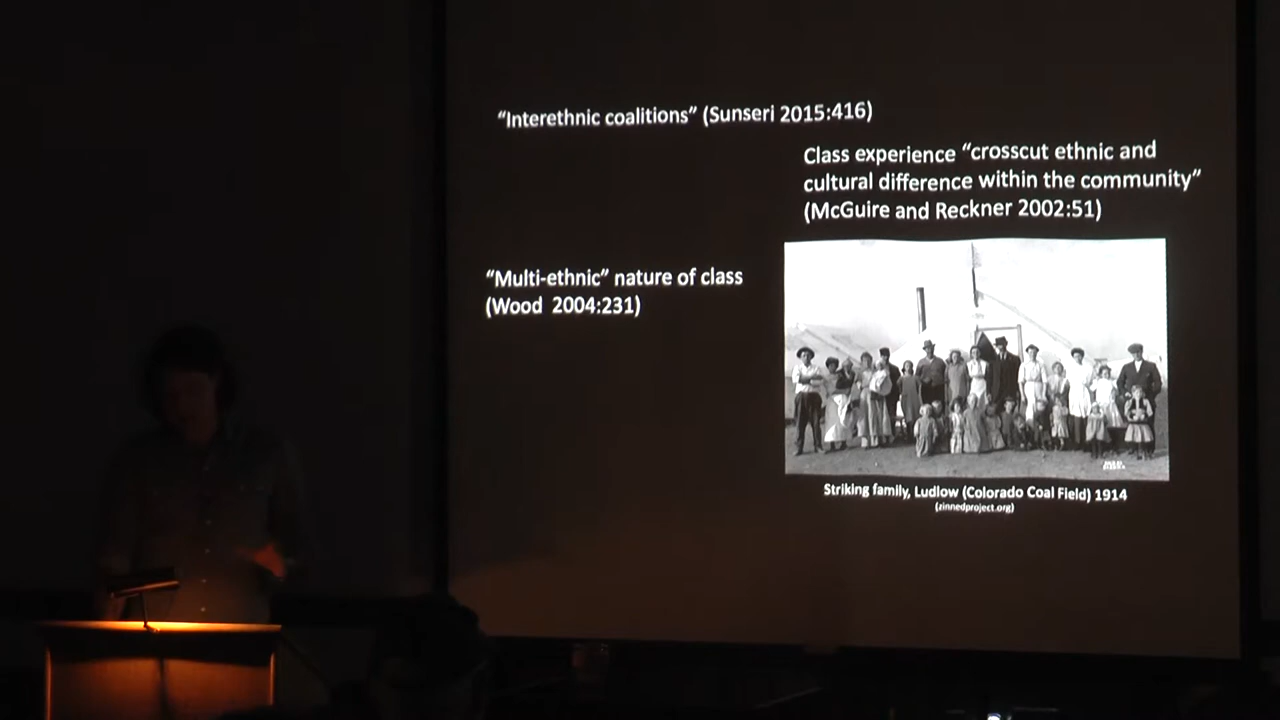 “Interethnic coalitions” (Sunseri 2015:416)
Class experience “crosscut ethnic and
cultural difference within the community”
(McGuire and Reckner 2002:51)
“Multi-ethnic” nature of class
(Wood 2004:231)
Striking family, Ludlow (Colorado Coal Field) 1914
(zinnedproject.org)